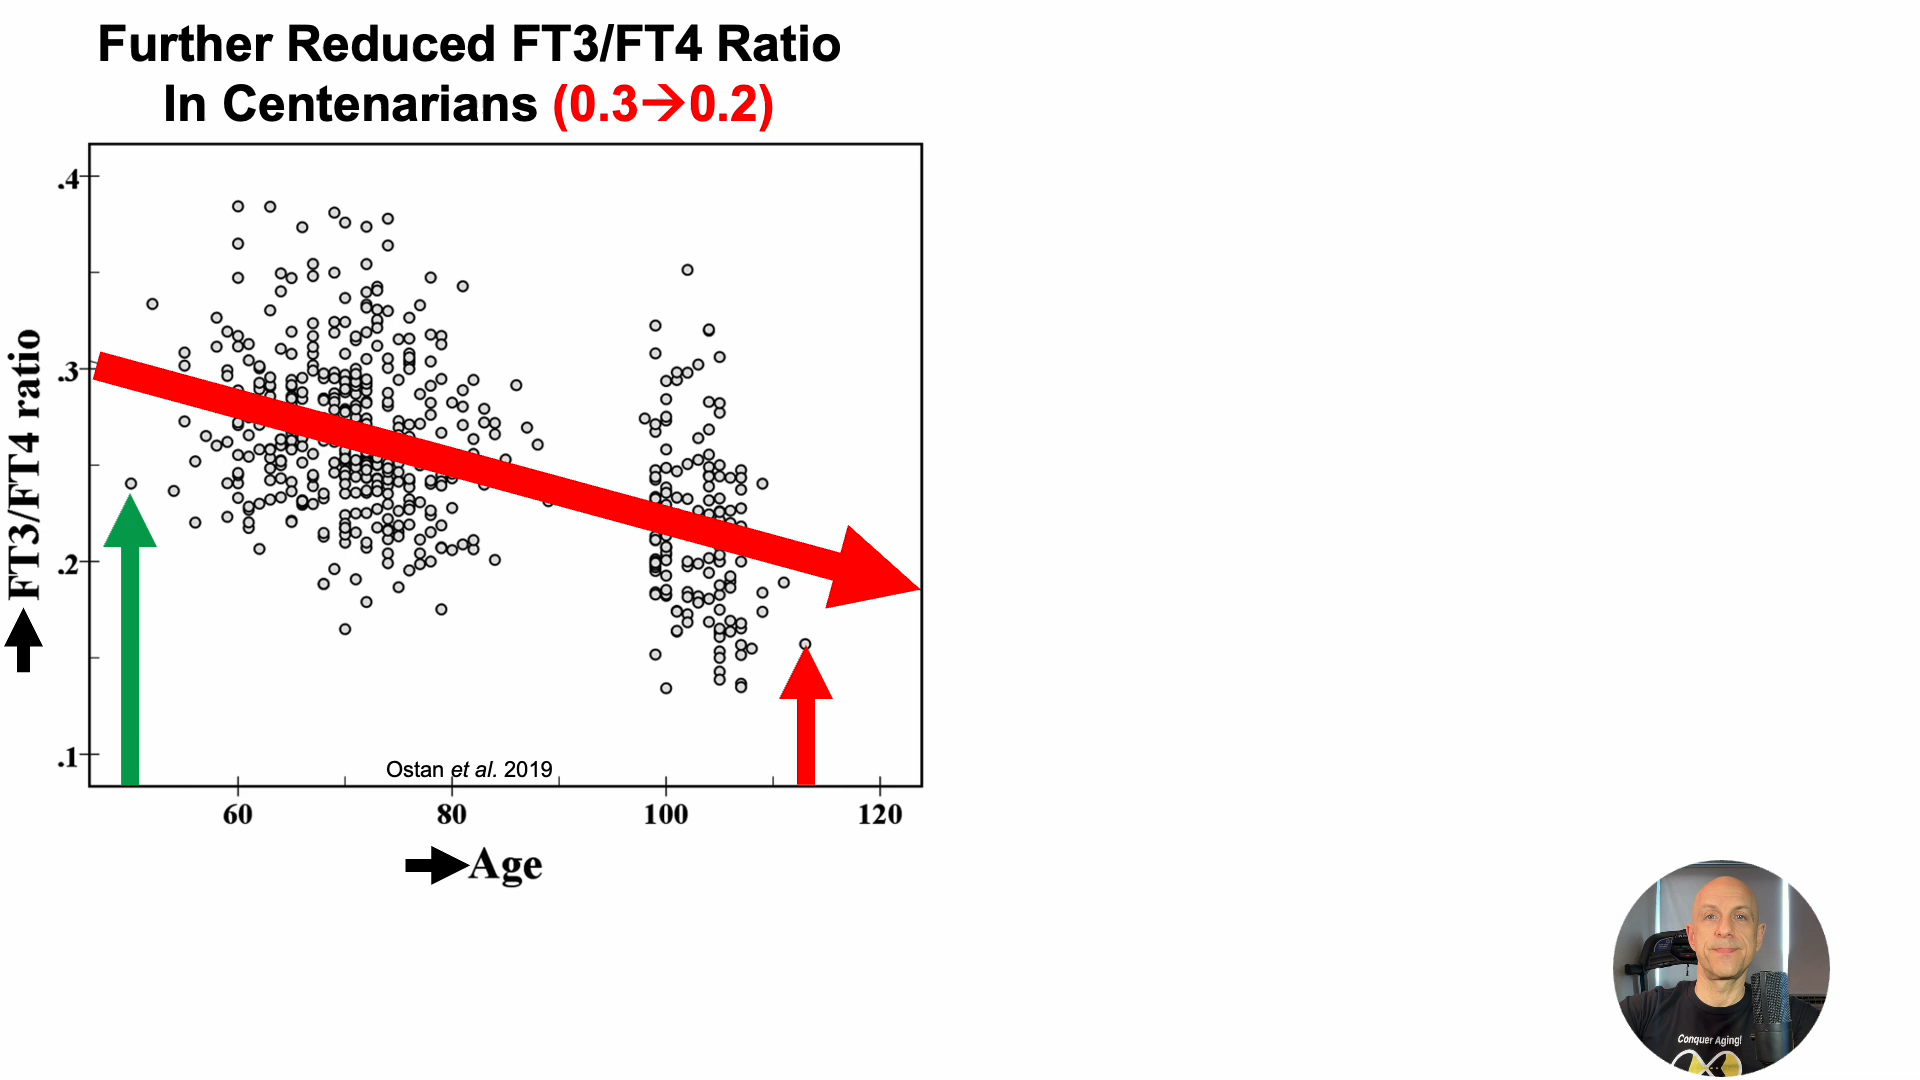 Further Reduced FT3/FT4 Ratio
In Centenarians (0.3→0.2)
.4
.3
.2
.1
FT3/FT4 ratio
Ostan et al. 2019
60
80
100
120
Age
Conquer Aging!